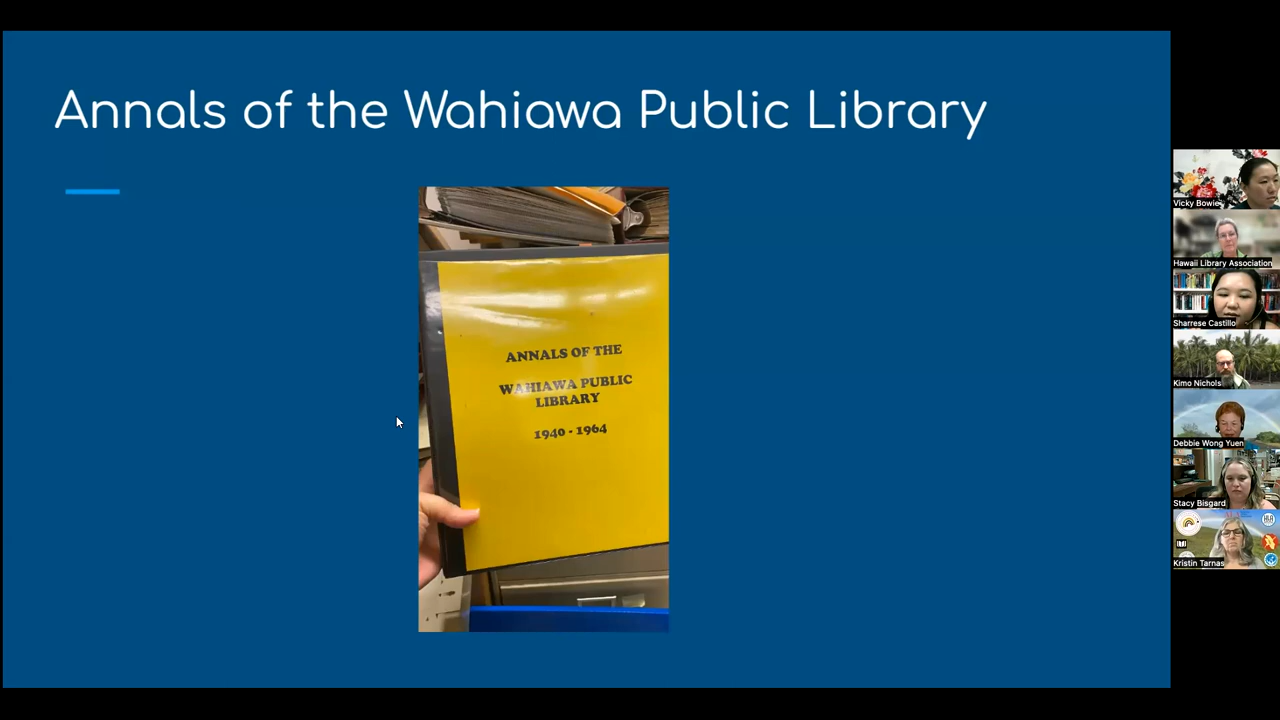 Annals of the Wahiawa Public Library
ANNALS OF THE
WAHIAWA PUBLIC
LIBRARY
1940 - 1964
Vicky Bowie
Hawaii Library Association
Sharrese Castillo
Kimo Nichols
Debbie Wong Yuen
Stacy Bisgard
Kristin Tarnas